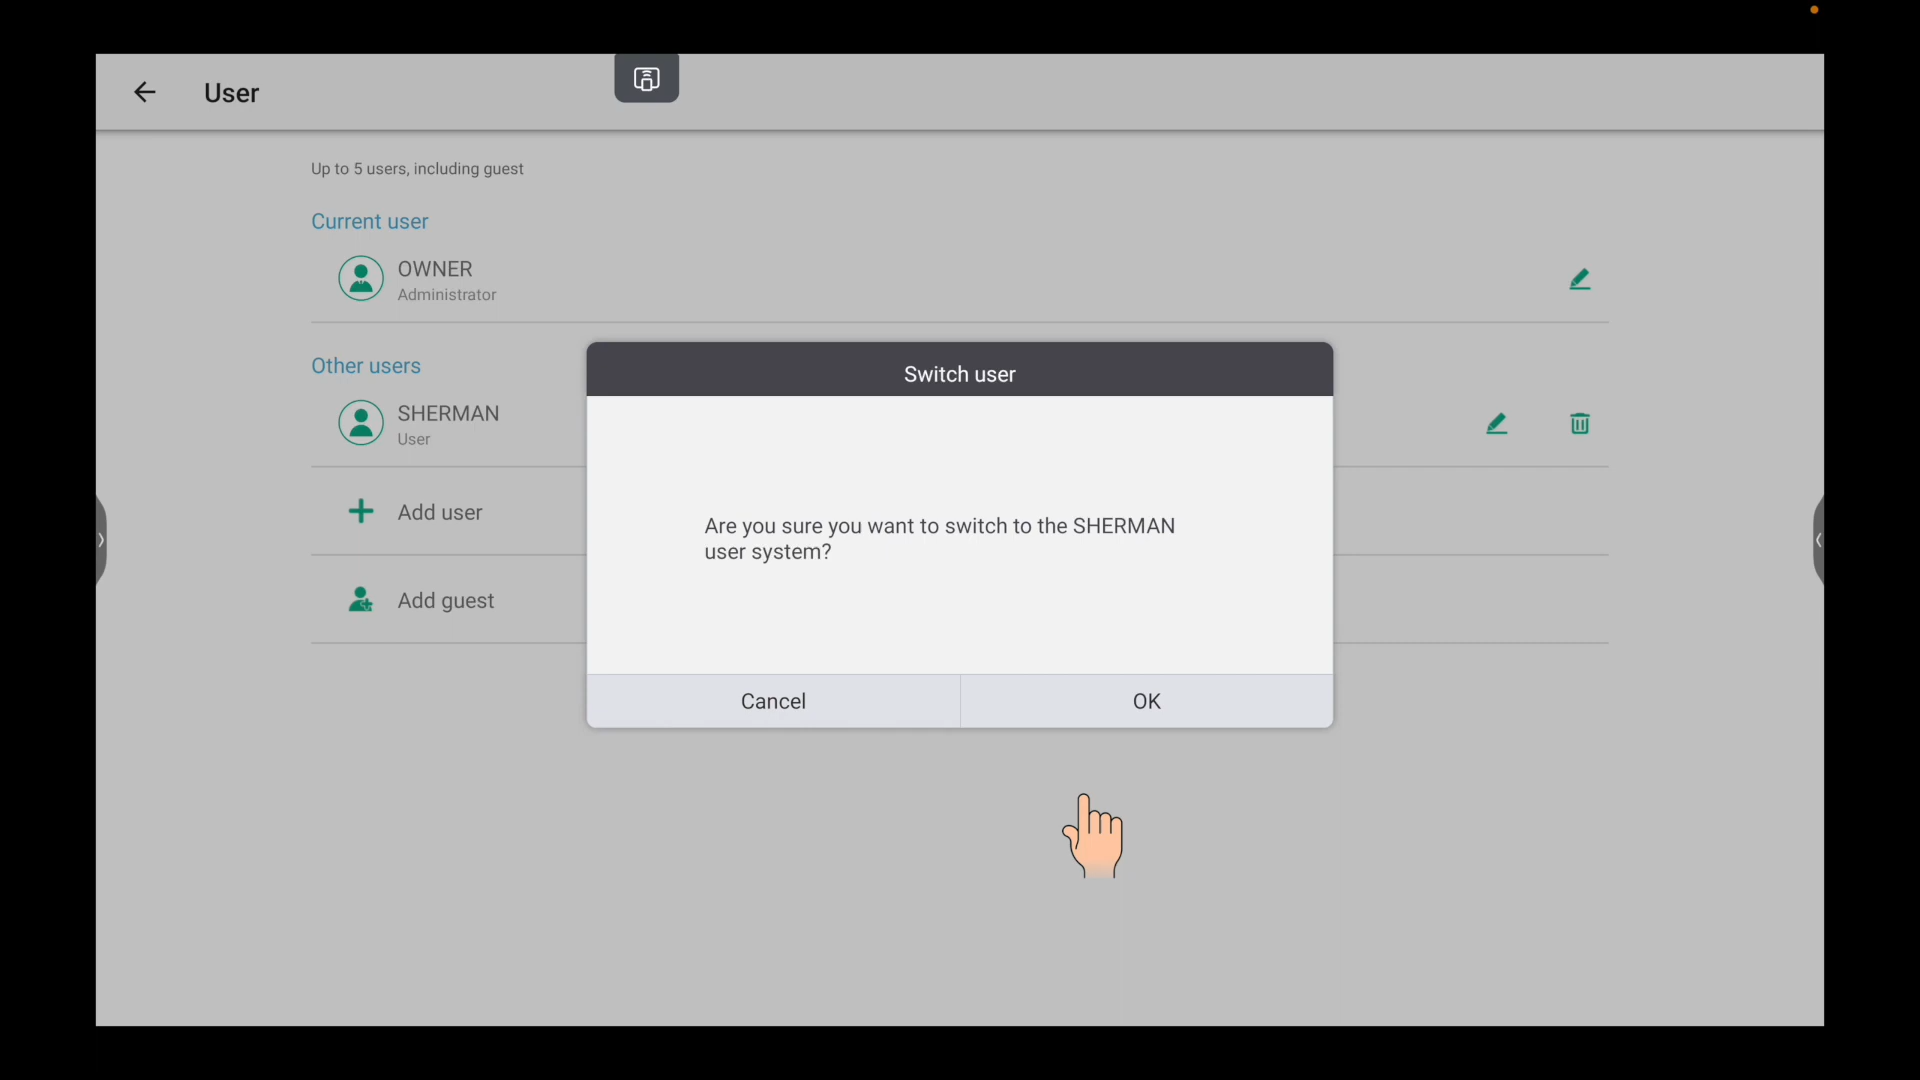 User
Up to 5 users, including guest
Current user
OWNER
Administrator
Other users
SHERMAN
User
Add user
Add guest
Switch user
Are you sure you want to switch to the SHERMAN
user system?
Cancel
OK